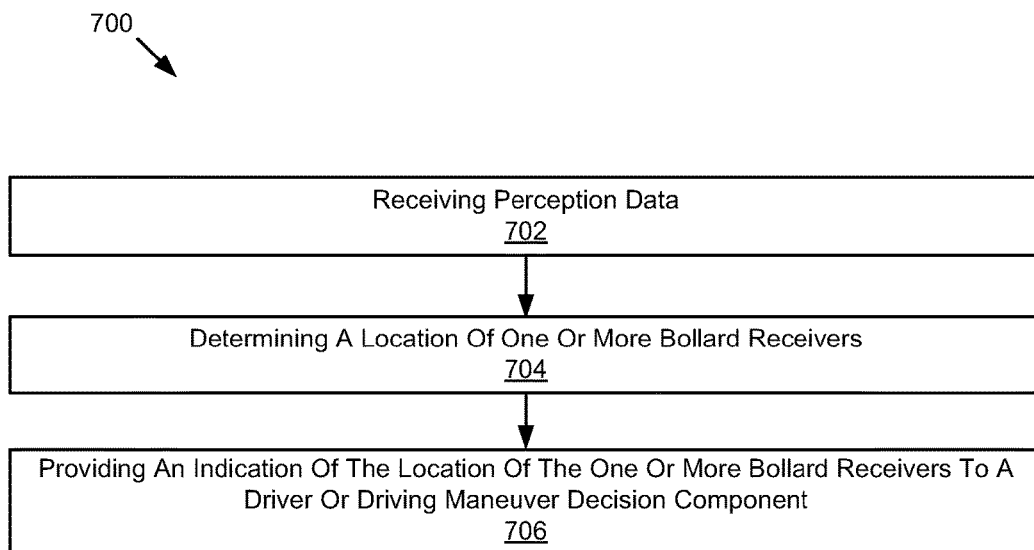 700
Receiving Perception Data
702
Determining A Location Of One Or More Bollard Receivers
704
Providing An Indication Of The Location Of The One Or More Bollard Receivers To A
Driver Or Driving Maneuver Decision Component
706